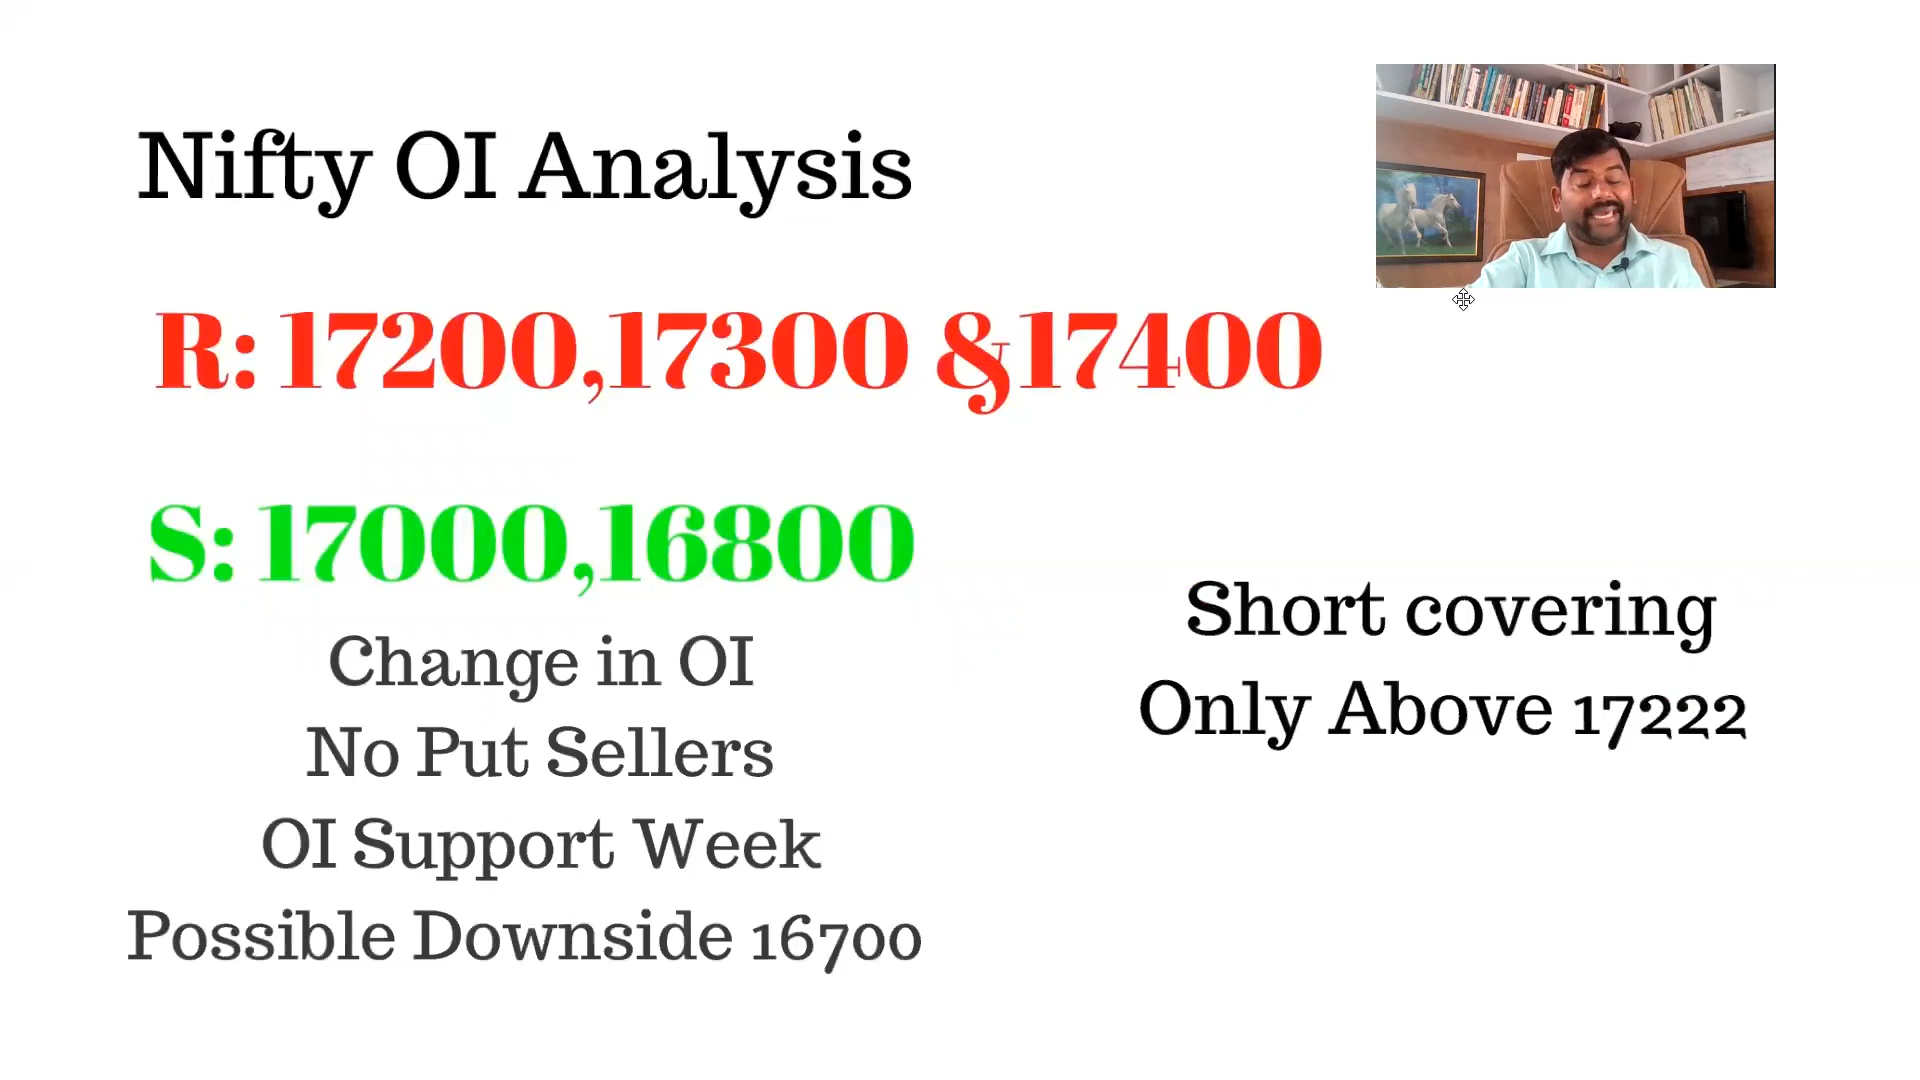 Nifty OI Analysis
R: 17200,17300 &17400
S: 17000,16800
Change in OI
No Put Sellers
OI Support Week
Possible Downside 16700
Short covering
Only Above 17222